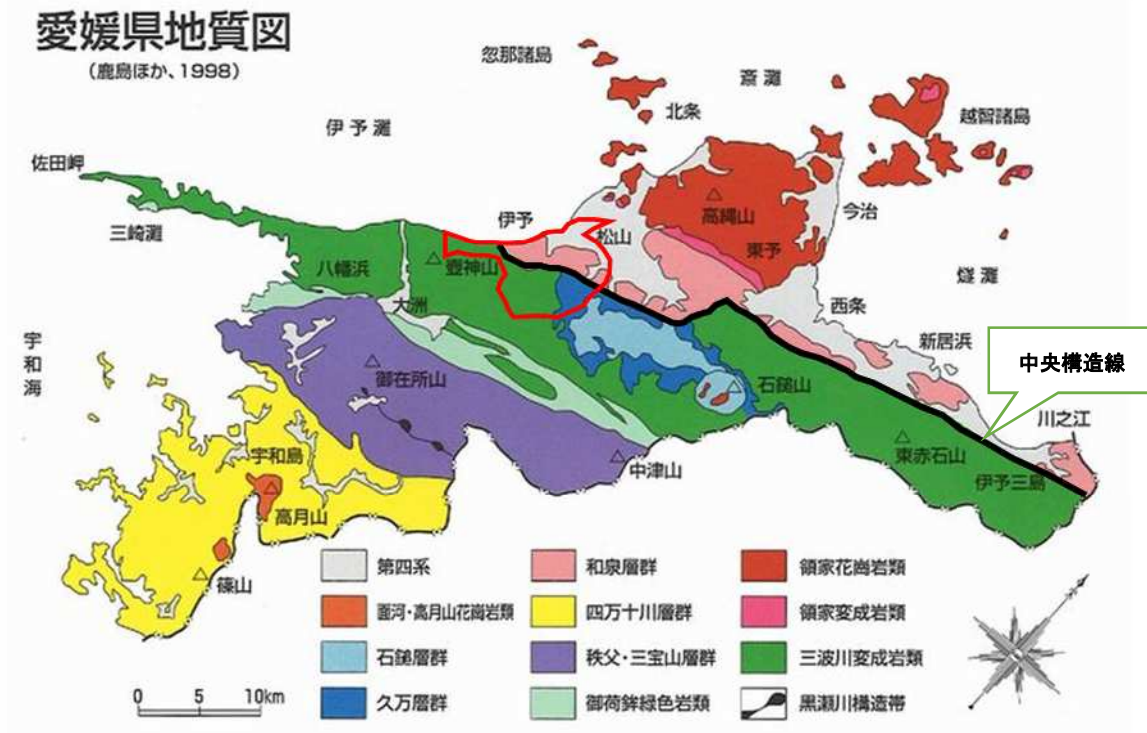 愛媛県地質図
(鹿島ほか、1998)
忽那諸島
斎灘
北条
越智諸島
伊予灘
佐田岬
伊予
松山
高縄山
今治
三崎灘
東予
燧灘
八幡浜
壺神山
大洲
西条
新居浜
宇和海
中央構造線
御在所山
石鎚山
川之江
宇和島
中津山
東赤石山
伊予三島
高月山
篠山
第四系
和泉層群
領家花崗岩類
面河・高月山花崗岩類
四万十川層群
領家変成岩類
石鎚層群
秩父・三宝山層群
三波川変成岩類
久万層群
御荷鉾緑色岩類
黒瀬川構造帯
0 5 10km